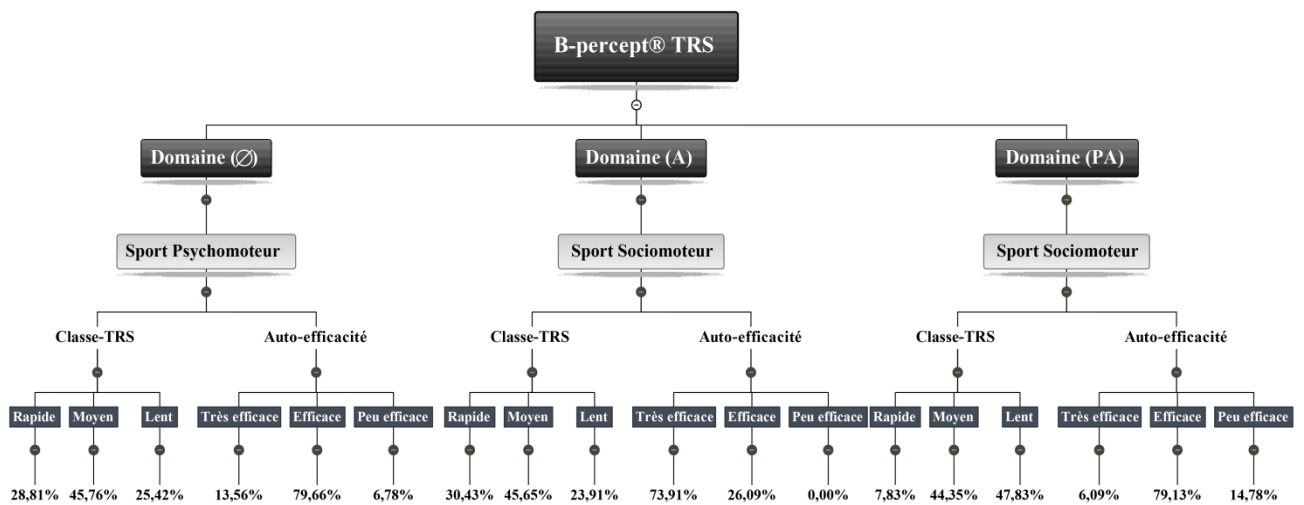 B-percept® TRS
Domaine (∅) Domaine (A) Domaine (PA)
Sport Psychomoteur Sport Sociomoteur Sport Sociomoteur
Classe-TRS Auto-efficacité Classe-TRS Auto-efficacité Classe-TRS Auto-efficacité
Rapide Moyen Lent Très efficace Efficace Peu efficace Rapide Moyen Lent Très efficace Efficace Peu efficace Rapide Moyen Lent Très efficace Efficace Peu efficace
28,81% 45,76% 25,42% 13,56% 79,66% 6,78% 30,43% 45,65% 23,91% 73,91% 26,09% 0,00% 7,83% 44,35% 47,83% 6,09% 79,13% 14,78%